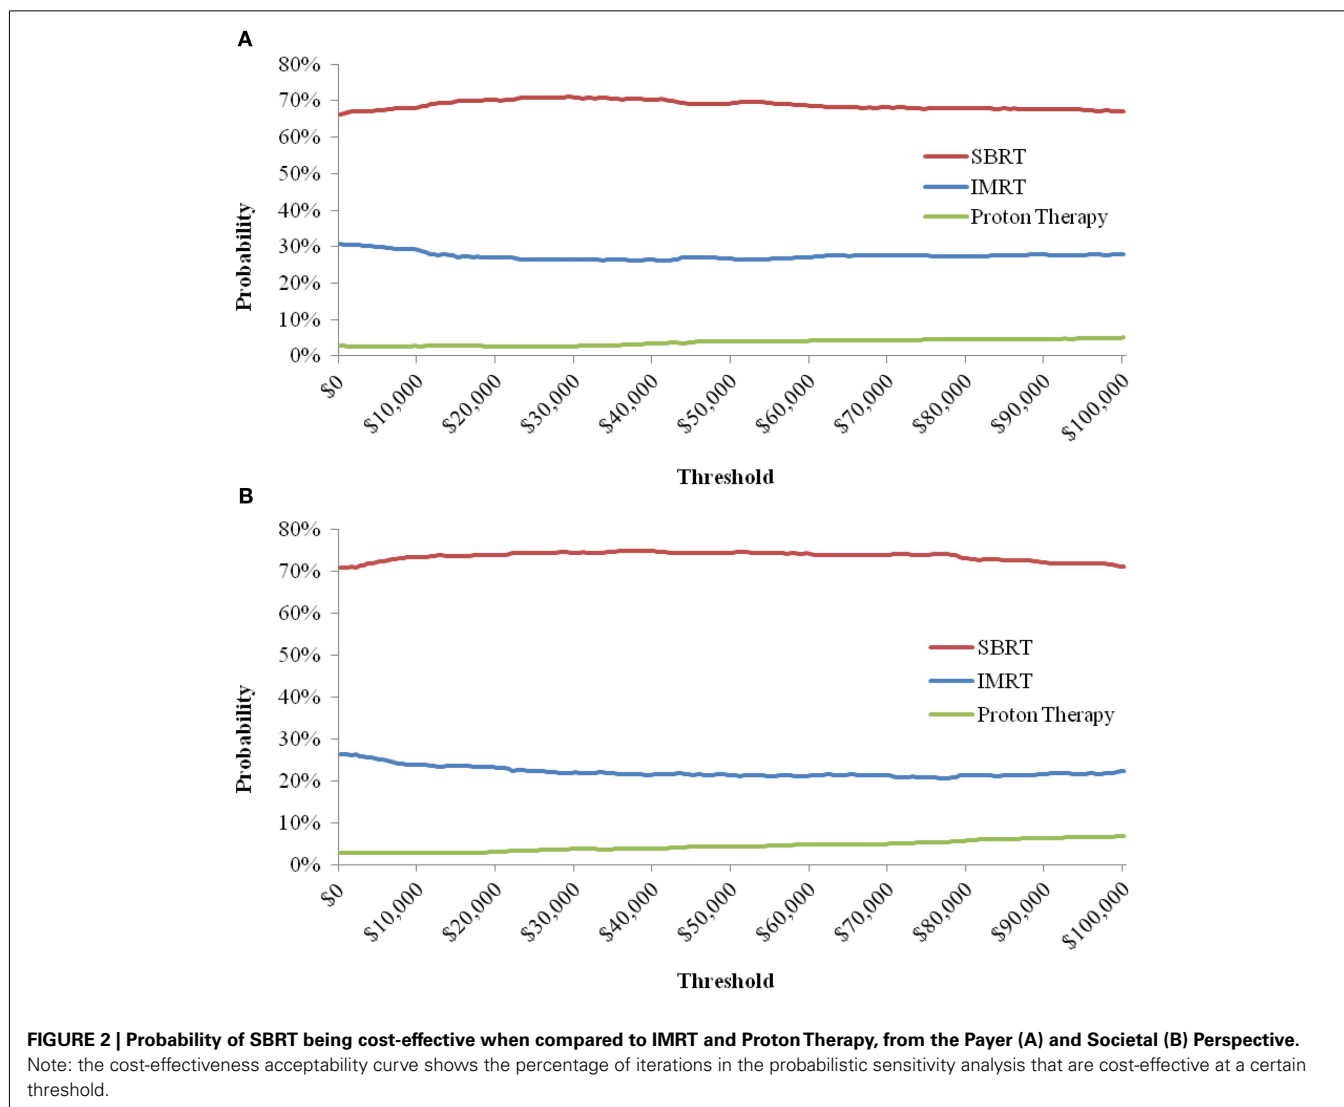 A
80%
70%
60%
50%
40%
30%
20%
10%
0%
Probability
SBRT
IMRT
Proton Therapy
$0
$10,000
$20,000
$30,000
$40,000
$50,000
$60,000
$70,000
$80,000
$90,000
$100,000
Threshold
B
80%
70%
60%
50%
40%
30%
20%
10%
0%
Probability
SBRT
IMRT
Proton Therapy
$0
$10,000
$20,000
$30,000
$40,000
$50,000
$60,000
$70,000
$80,000
$90,000
$100,000
Threshold
FIGURE 2 | Probability of SBRT being cost-effective when compared to IMRT and Proton Therapy, from the Payer (A) and Societal (B) Perspective.
Note: the cost-effectiveness acceptability curve shows the percentage of iterations in the probabilistic sensitivity analysis that are cost-effective at a certain
threshold.